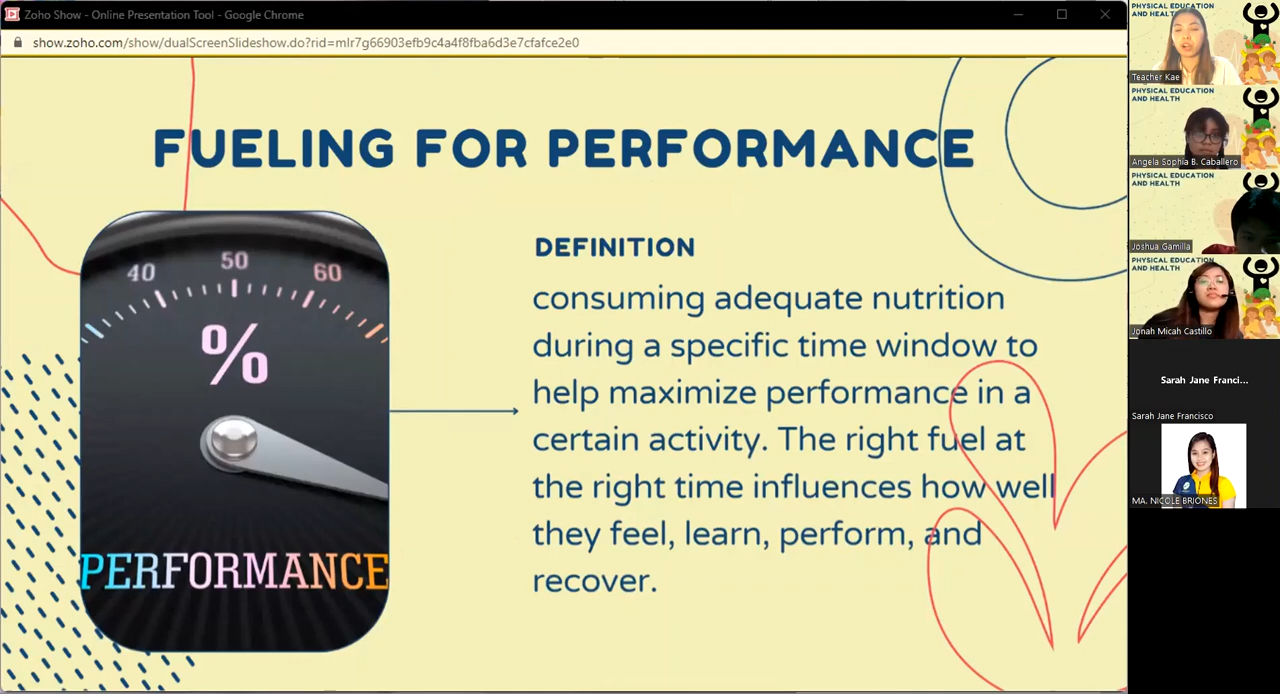 Zoho Show - Online Presentation Tool - Google Chrome
show.zoho.com/show/dualScreenSlideshow.do?rid=mlr7g66903efb9c4a4f8fba6d3e7cfafce2e0
FUELING FOR PERFORMANCE
40 50 60
%
PERFORMANCE
DEFINITION
consuming adequate nutrition
during a specific time window to
help maximize performance in a
certain activity. The right fuel at
the right time influences how well
they feel, learn, perform, and
recover.
PHYSICAL EDUCATION
AND HEALTH
Teacher Kae
PHYSICAL EDUCATION
AND HEALTH
Angela Sophia B. Caballero
PHYSICAL EDUCATION
AND HEALTH
Joshua Gamilla
PHYSICAL EDUCATION
AND HEALTH
Jonah Micah Castillo
Sarah Jane Franci...
Sarah Jane Francisco
MA. NICOLE BRIONES